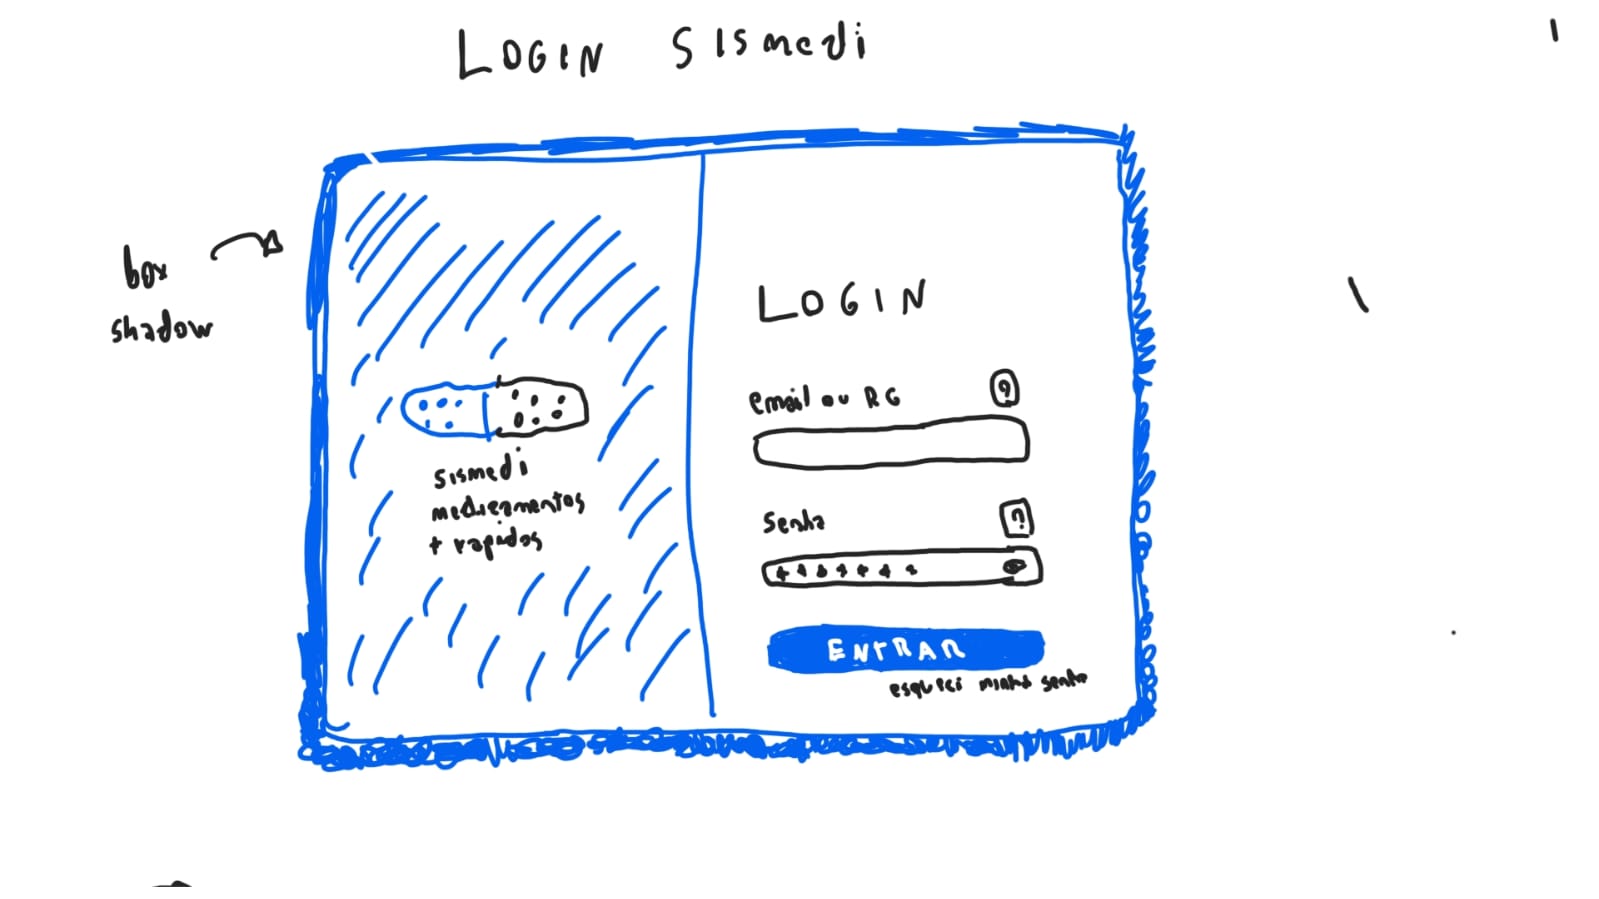 LOGIN Sismedi
box
shadow
LOGIN
email ou RG
?
sismedi
medicamentos
+ rapidos
Senha
?
ENTRAR
esqueci minha senha